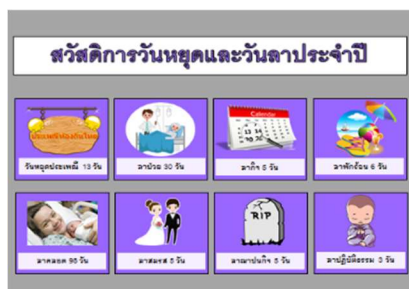 สวัสดิการวันหยุดและวันลาประจำปี
Calendar
RIP
วันหยุดประเพณี 13 วัน
ลาป่วย 30 วัน
ลากิจ 5 วัน
ลาพักร้อน 6 วัน
ลาคลอด 98 วัน
ลาสมรส 5 วัน
ลาฌาปนกิจ 5 วัน
ลาปฏิบัติธรรม 3 วัน